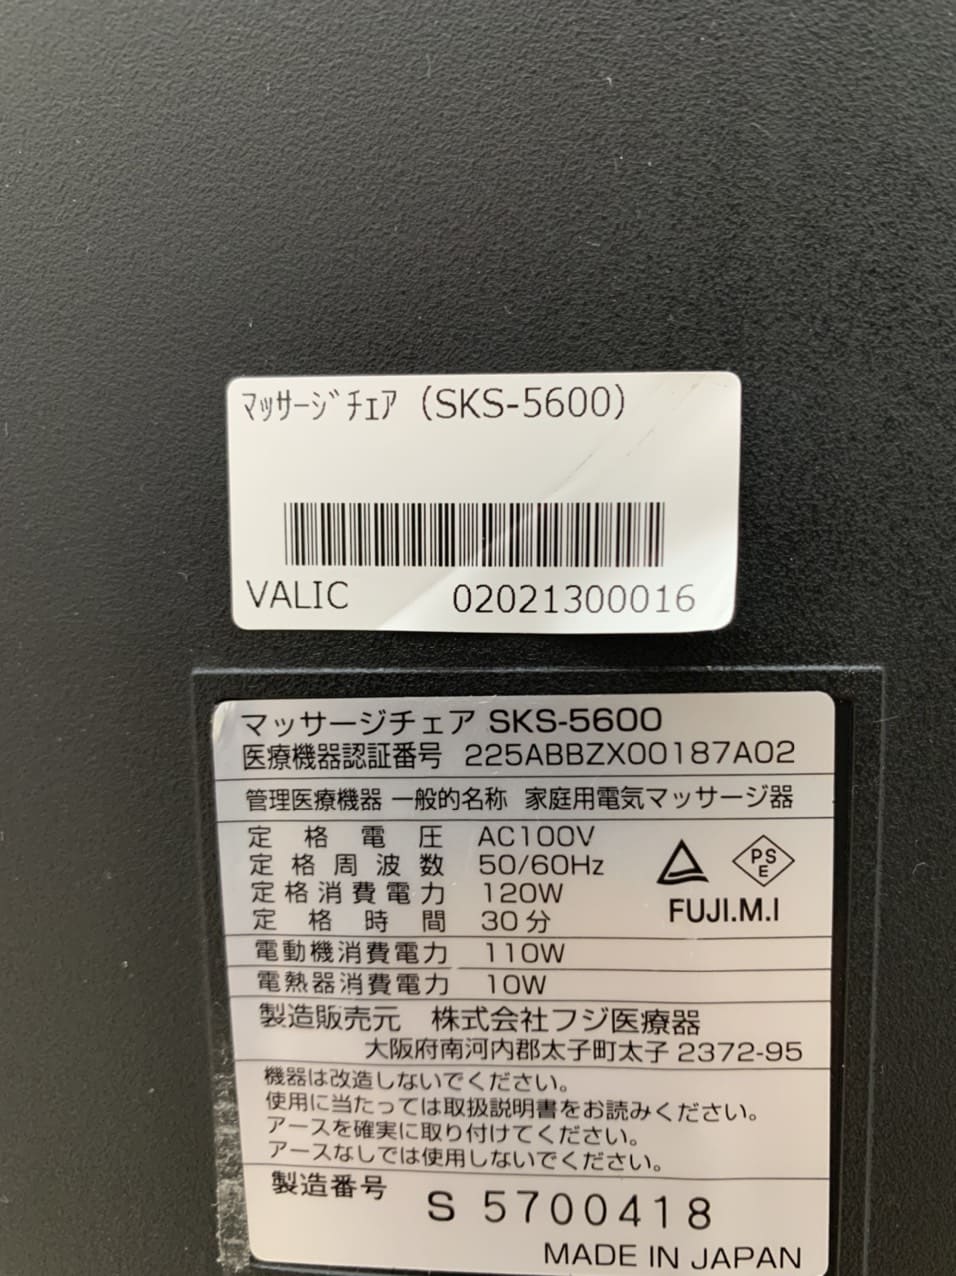 ﾏｯｻｰｼﾞﾁｪｱ（SKS-5600）
VALIC 02021300016
マッサージチェア SKS-5600
医療機器認証番号 225ABBZX00187A02
管理医療機器 一般的名称 家庭用電気マッサージ器
定格電圧 AC100V
定格周波数 50/60Hz
定格消費電力 120W
定格時間 30分
PS
E
FUJI.M.I
電動機消費電力 110W
電熱器消費電力 10W
製造販売元 株式会社フジ医療器
大阪府南河内郡太子町太子2372-95
機器は改造しないでください。
使用に当たっては取扱説明書をお読みください。
アースを確実に取り付けてください。
アースなしでは使用しないでください。
製造番号 S 5700418
MADE IN JAPAN